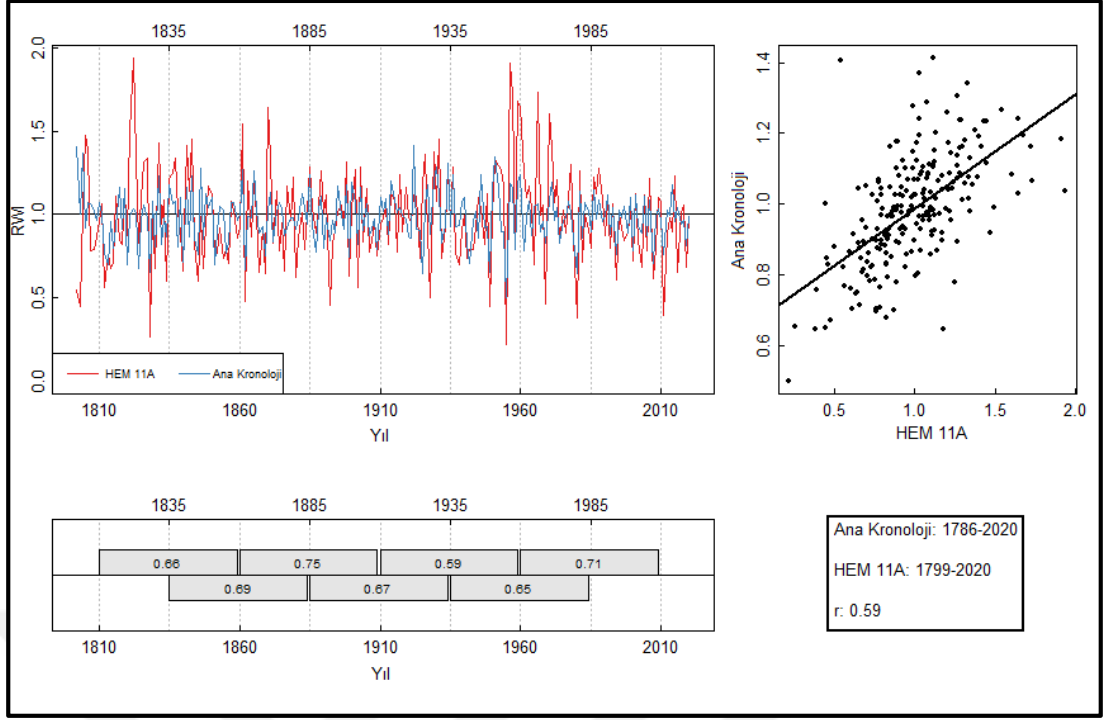 1835 1885 1935 1985
RWI
2.0
1.5
1.0
0.5
0.0
HEM 11A Ana Kronoloji
1810 1860 1910 1960 2010
Yıl
Ana Kronoloji
1.4
1.2
1.0
0.8
0.6
0.5 1.0 1.5 2.0
HEM 11A
1835 1885 1935 1985
0.66 0.75 0.59 0.71
0.69 0.67 0.65
1810 1860 1910 1960 2010
Yıl
Ana Kronoloji: 1786-2020
HEM 11A: 1799-2020
r: 0.59